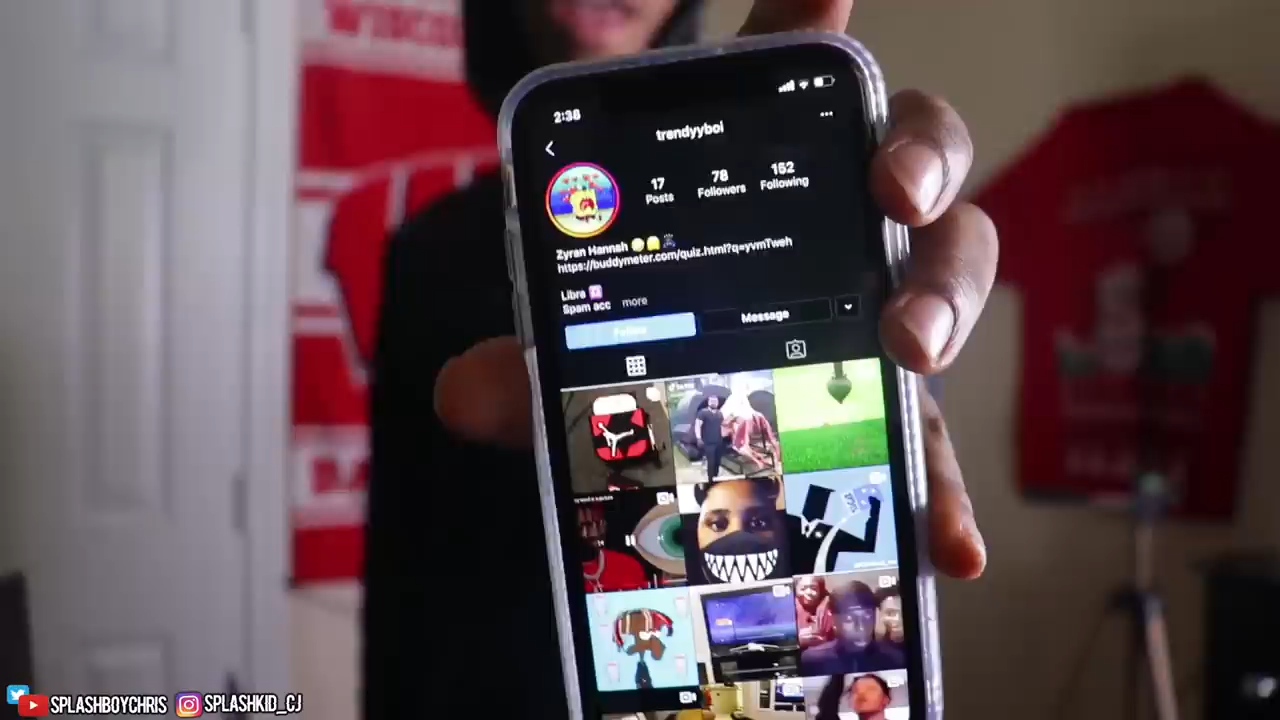 2:38
trendyyboi
17 Posts
78 Followers
152 Following
Zyran Hannah
https://buddymeter.com/quiz.html?q=yvmTweh
Libra
Spam acc more
Follow
Message
SPLASHBOYCHRIS
SPLASHKID_CJ